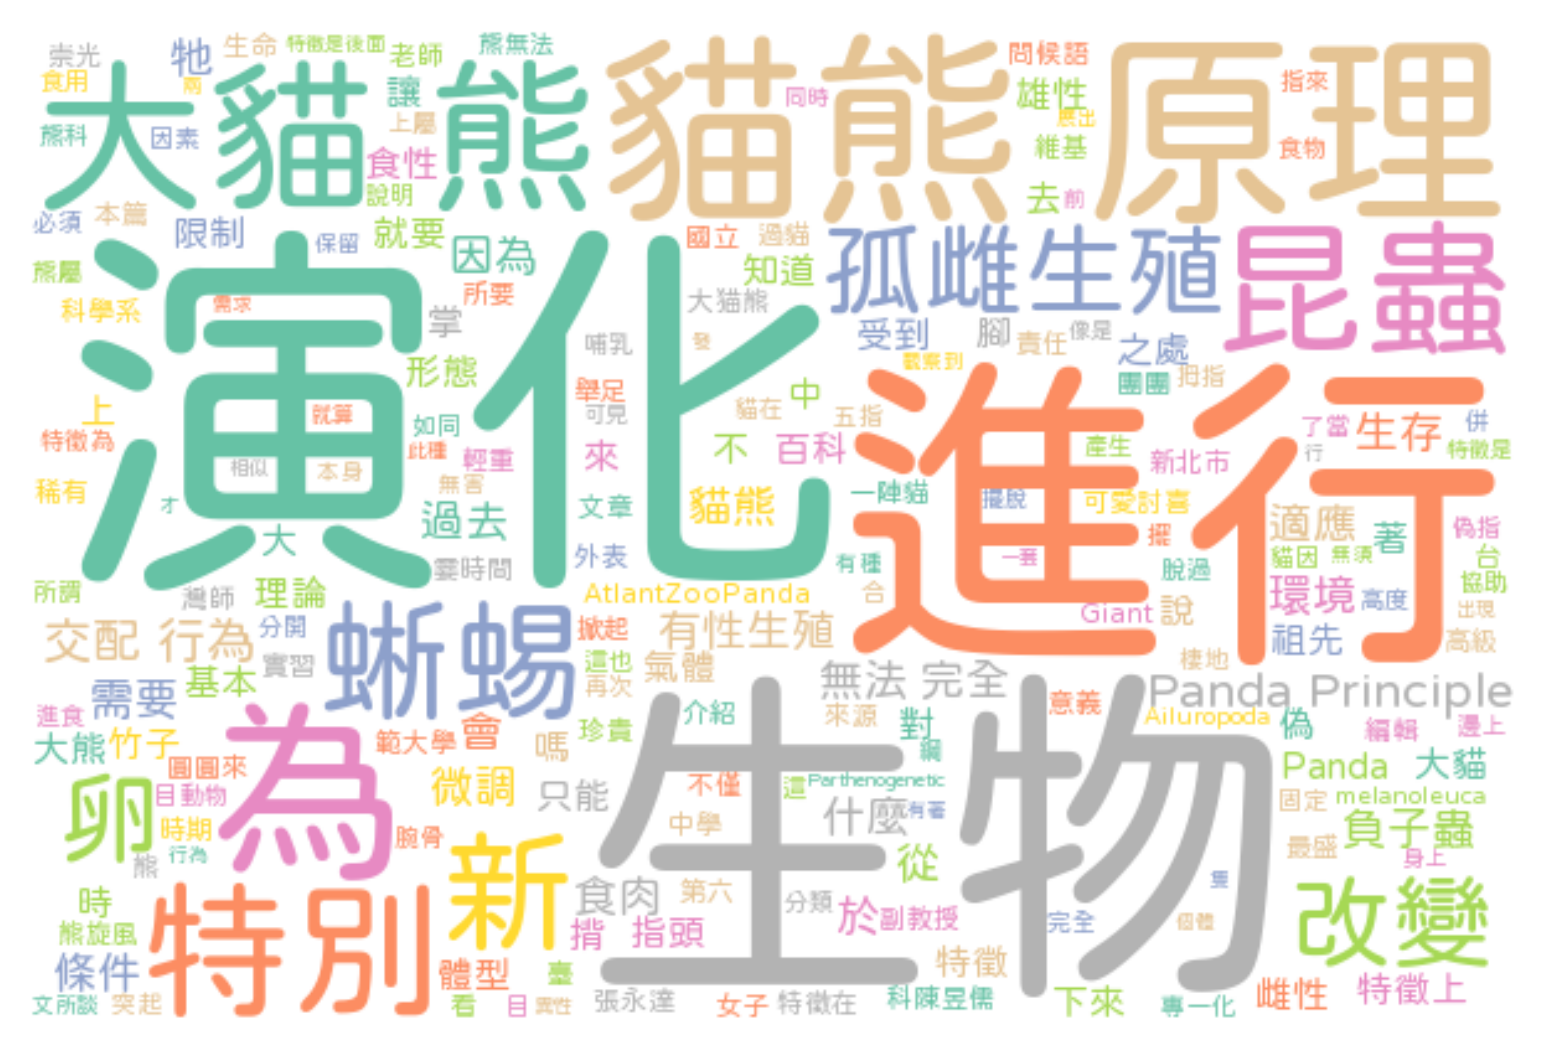 崇光
牠
生命
特徵是後面
老師
熊無法
問候語
食用
兩
讓
同時
雄性
指來
大貓熊
貓熊
原理
上屬
展出
熊科
因素
食性
維基
食物
說明
去
前
必須
本篇
限制
保留
就要
因為
國立
過貓
孤雌生殖
昆蟲
熊屬
知道
科學系
需求
所要
大猫熊
掌
演化
哺乳
發
受到
腳
責任
像是
之處
觀察到
形態
舉足
團團
拇指
上
就算
如同
可見
貓在
中
五指
進行
了當
生存
併
特徵為
此種
輕重
來
不
百科
產生
新北市
行
特徵是
相似
本身
無害
稀有
才
過去
文章
貓熊
一陣貓
擺脫
可愛討喜
適應
著
偽指
大
擢
貓因
無須
台
霎時間
外表
有種
一套
脫過
協助
所謂
灣師
理論
AtlantZooPanda
合
Giant
說
環境
高度
出現
交配
行為
分開
蜥蜴
掀起
有性生殖
祖先
高級
實習
這也
氣體
棲地
需要
基本
再次
無法
完全
Panda Principle
進食
為
介紹
來源
對
意義
Ailuropoda
偽
編輯
邊上
大熊
竹子
範大學
會
嗎
珍貴
綱
圓圓來
生物
Panda
大貓
卵
目動物
微調
只能
不僅
這
Parthenogenetic
固定
melanoleuca
時期
腕骨
中學
什麼
有著
負子蟲
行為
新
最盛
身上
熊
從
特別
食肉
第六
分類
隻
改變
時
揹
指頭
於
副教授
完全
個體
熊旋風
條件
體型
臺
特徵
特徵上
文所談
突起
看
目
異性
張永達
女子
特徵在
科陳昱儒
下來
專一化
雌性